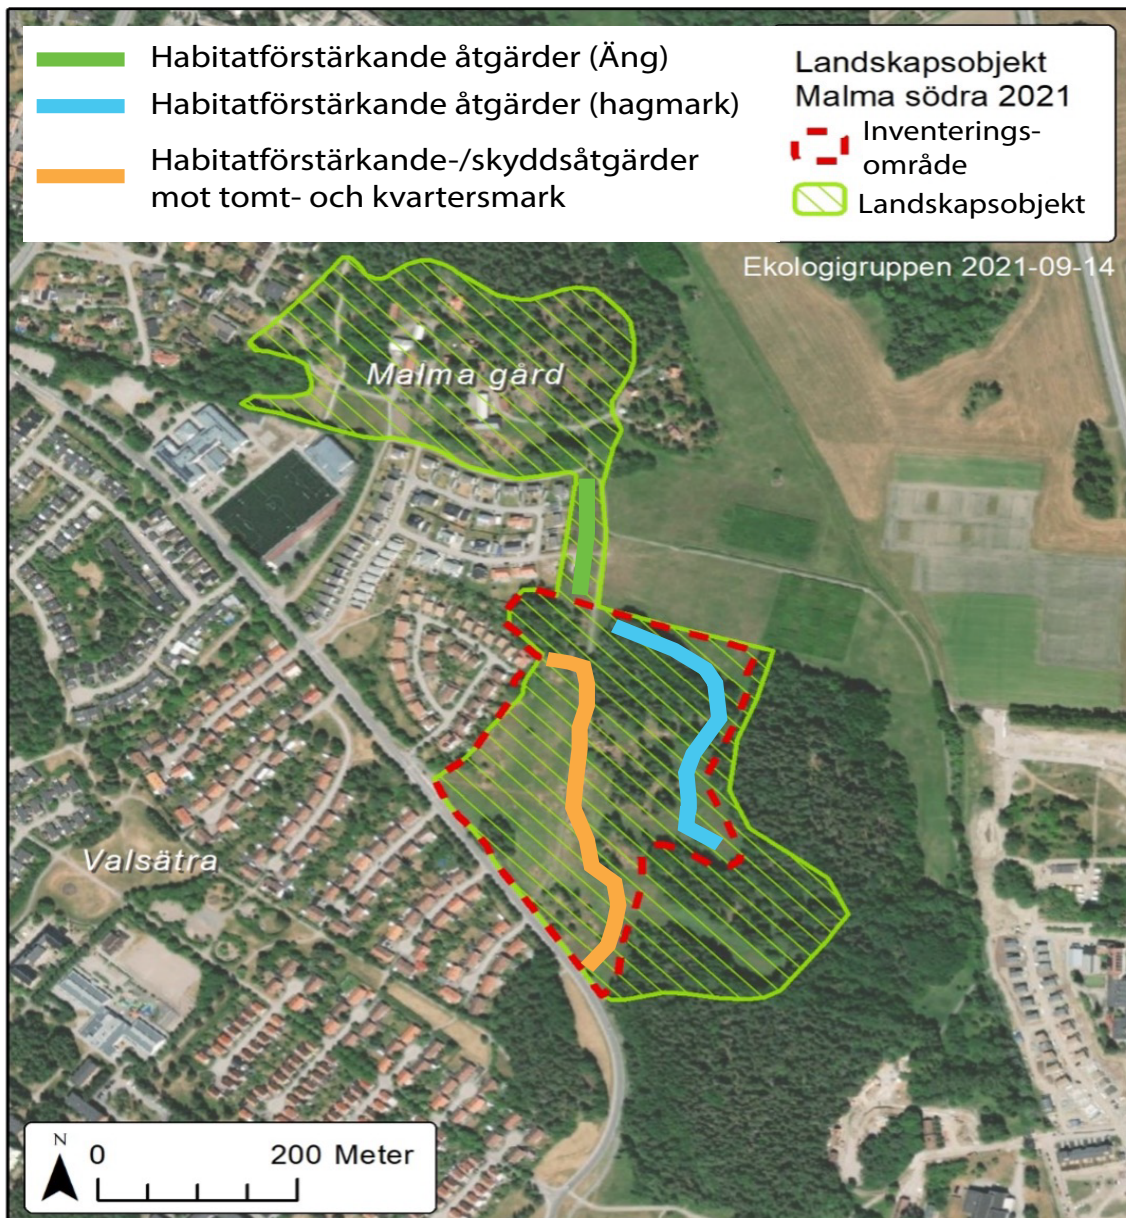 Habitatförstärkande åtgärder (Äng)
Habitatförstärkande åtgärder (hagmark)
Habitatförstärkande-/skyddsåtgärder
mot tomt- och kvartersmark
Landskapsobjekt
Malma södra 2021
Inventerings-
område
Landskapsobjekt
Ekologigruppen 2021-09-14
Malma gård
Valsätra
N
0 200 Meter